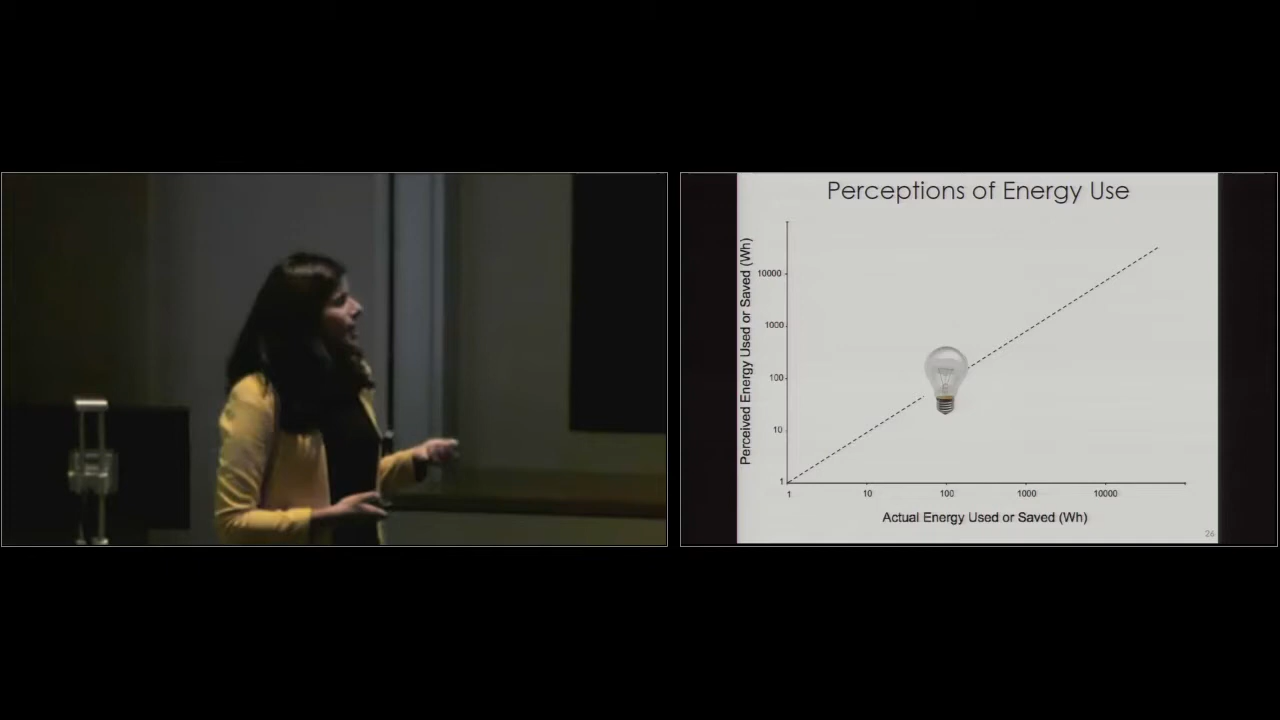 Perceptions of Energy Use
Perceived Energy Used or Saved (Wh)
10000
1000
100
10
1
1 10 100 1000 10000
Actual Energy Used or Saved (Wh)
26